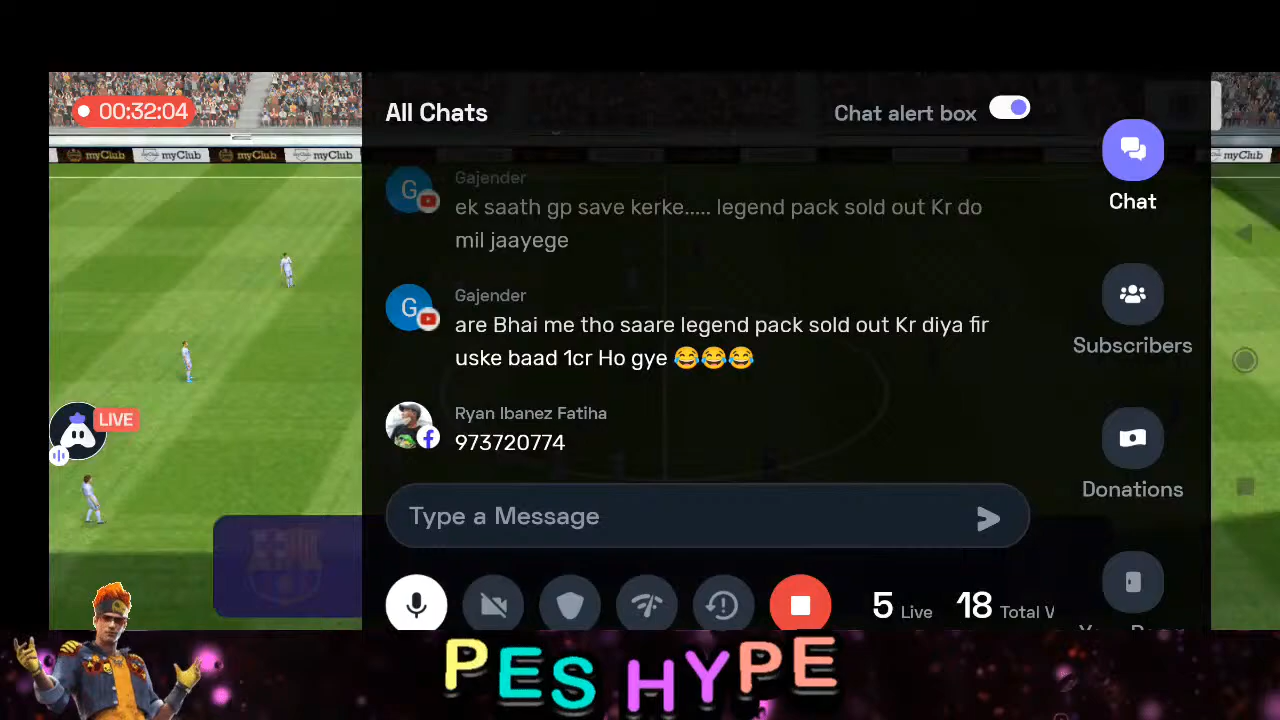 00:32:04
All Chats
Chat alert box
myClub myClub myClub myClub
myClub
Gajender
ek saath gp save kerke..... legend pack sold out Kr do
mil jaayege
Chat
Gajender
are Bhai me tho saare legend pack sold out Kr diya fir
uske baad 1cr Ho gye 😂😂😂
Subscribers
LIVE
Ryan Ibanez Fatiha
973720774
Donations
Type a Message
5 Live 18 Total V
PES HYPE